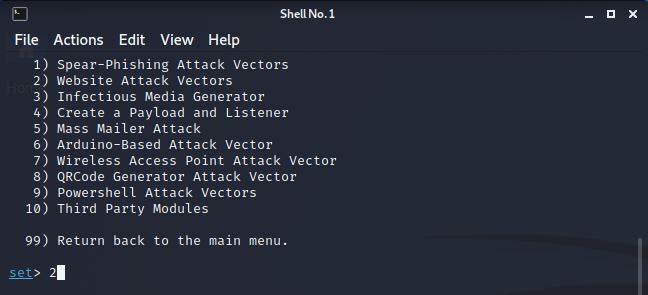 Shell No. 1
File Actions Edit View Help
1) Spear-Phishing Attack Vectors
2) Website Attack Vectors
3) Infectious Media Generator
4) Create a Payload and Listener
5) Mass Mailer Attack
6) Arduino-Based Attack Vector
7) Wireless Access Point Attack Vector
8) QRCode Generator Attack Vector
9) Powershell Attack Vectors
10) Third Party Modules
99) Return back to the main menu.
set> 2